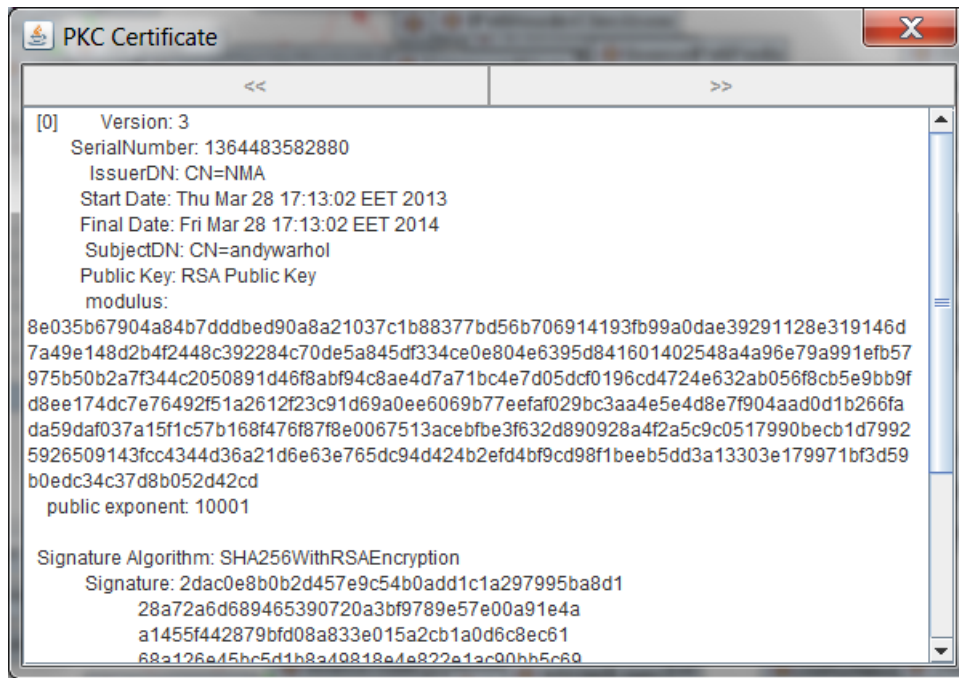 PKC Certificate
<< >>
[0] Version: 3
SerialNumber: 1364483582880
IssuerDN: CN=NMA
Start Date: Thu Mar 28 17:13:02 EET 2013
Final Date: Fri Mar 28 17:13:02 EET 2014
SubjectDN: CN=andywarhol
Public Key: RSA Public Key
modulus:
8e035b67904a84b7dddbed90a8a21037c1b88377bd56b706914193fb99a0dae39291128e319146d
7a49e148d2b4f2448c392284c70de5a845df334ce0e804e6395d841601402548a4a96e79a991efb57
975b50b2a7f344c2050891d46f8abf94c8ae4d7a71bc4e7d05dcf0196cd4724e632ab056f8cb5e9bb9f
d8ee174dc7e76492f51a2612f23c91d69a0ee6069b77eefaf029bc3aa4e5e4d8e7f904aad0d1b266fa
da59daf037a15f1c57b168f476f87f8e0067513acebfbe3f632d890928a4f2a5c9c0517990becb1d7992
5926509143fcc4344d36a21d6e63e765dc94d424b2efd4bf9cd98f1beeb5dd3a13303e179971bf3d59
b0edc34c37d8b052d42cd
public exponent: 10001
Signature Algorithm: SHA256WithRSAEncryption
Signature: 2dac0e8b0b2d457e9c54b0add1c1a297995ba8d1
28a72a6d689465390720a3bf9789e57e00a91e4a
a1455f442879bfd08a833e015a2cb1a0d6c8ec61
68a126e45bc5d1b8a49818e4e822e1ac90bb5c69